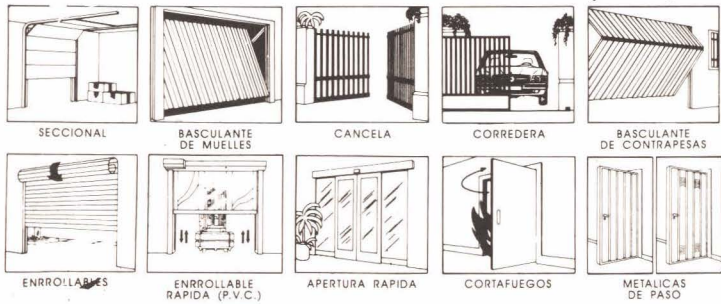 SECCIONAL
BASCULANTE
DE MUELLES
CANCELA
CORREDERA
BASCULANTE
DE CONTRAPESAS
ENRROLLABLES
ENRROLLABLE
RAPIDA (P.V.C.)
APERTURA RAPIDA
CORTAFUEGOS
METALICAS
DE PASO